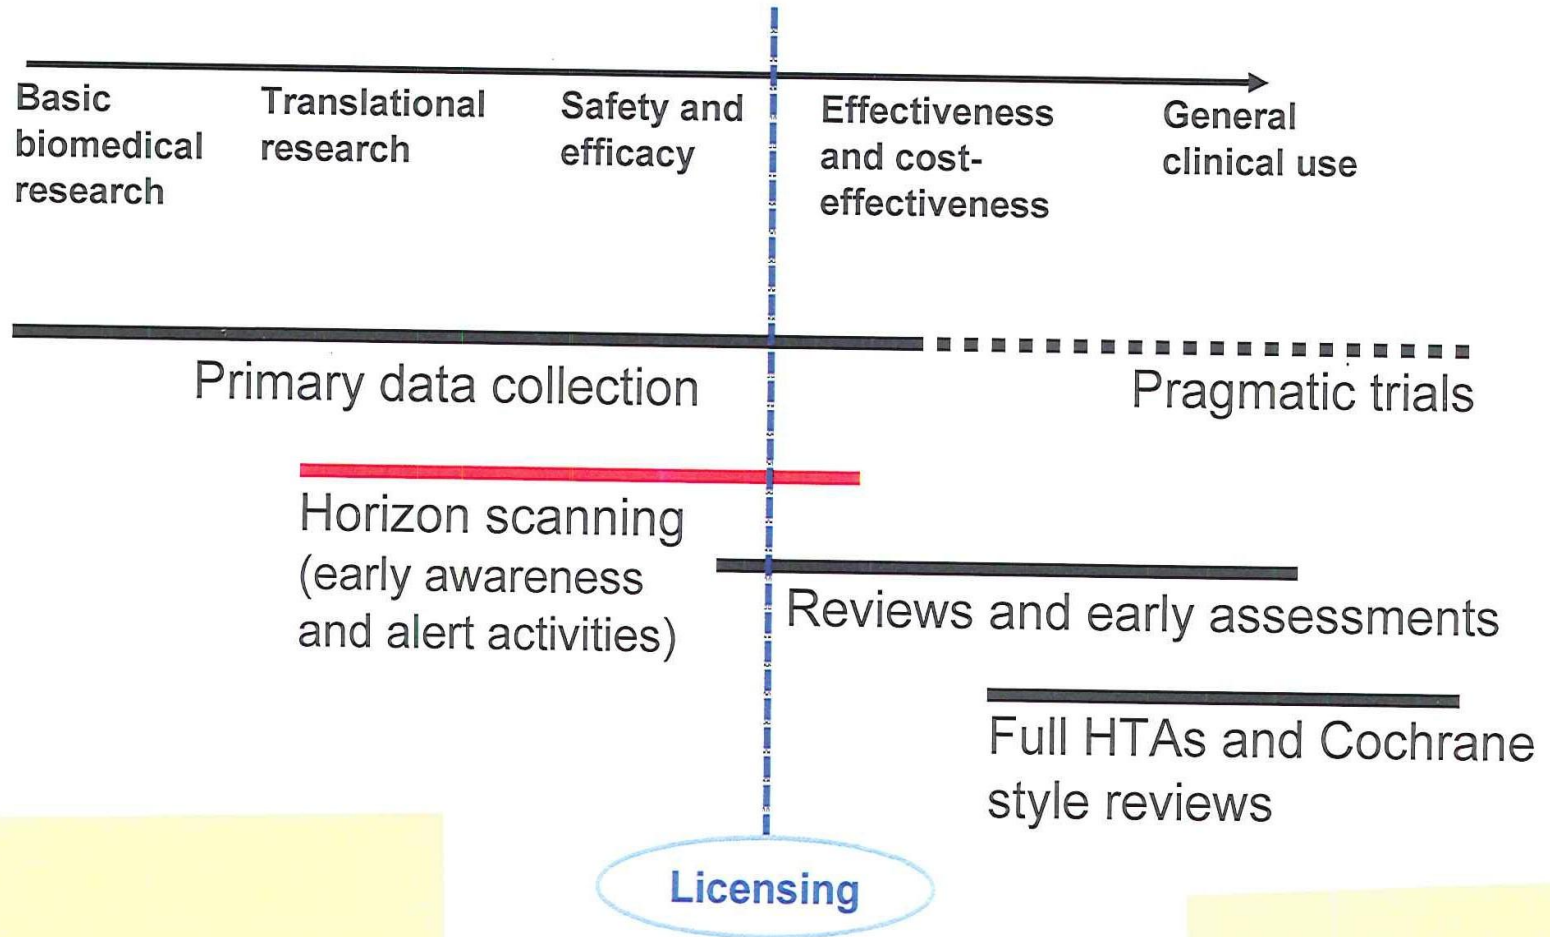 Basic
biomedical
research
Translational
research
Safety and
efficacy
Effectiveness
and cost-
effectiveness
General
clinical use
Primary data collection
Pragmatic trials
Horizon scanning
(early awareness
and alert activities)
Reviews and early assessments
Full HTAs and Cochrane
style reviews
Licensing